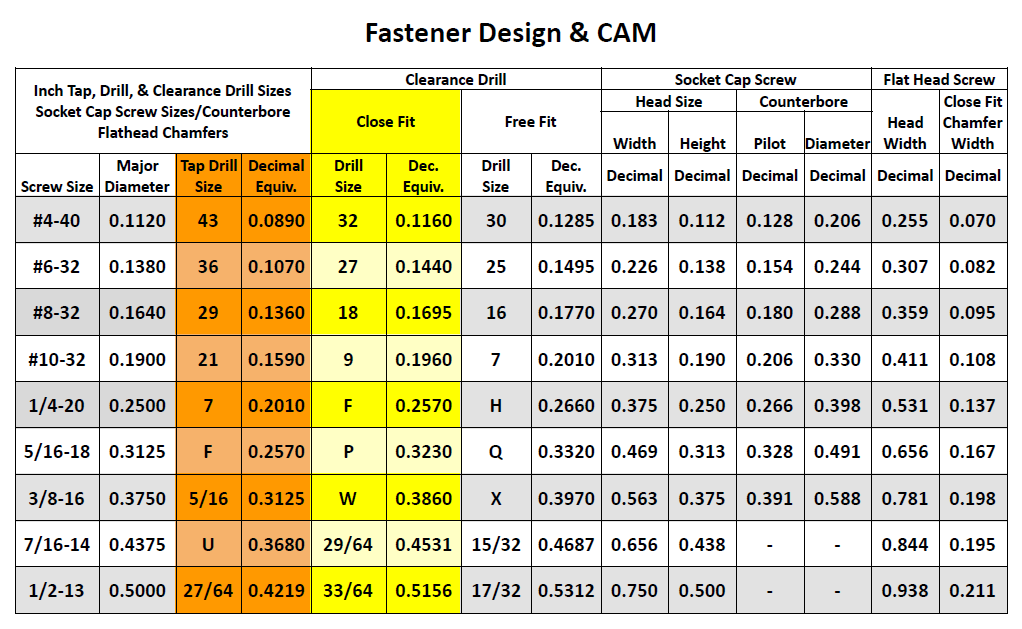 Fastener Design & CAM
Inch Tap, Drill, & Clearance Drill Sizes
Socket Cap Screw Sizes/Counterbore
Flathead Chamfers
Clearance Drill
Socket Cap Screw
Flat Head Screw
Close Fit
Free Fit
Head Size
Counterbore
Head
Width
Close Fit
Chamfer
Width
Width
Height
Pilot
Diameter
Screw Size
Major
Diameter
Tap Drill
Size
Decimal
Equiv.
Drill
Size
Dec.
Equiv.
Drill
Size
Dec.
Equiv.
Decimal
Decimal
Decimal
Decimal
Decimal
Decimal
#4-40 0.1120 43 0.0890 32 0.1160 30 0.1285 0.183 0.112 0.128 0.206 0.255 0.070
#6-32 0.1380 36 0.1070 27 0.1440 25 0.1495 0.226 0.138 0.154 0.244 0.307 0.082
#8-32 0.1640 29 0.1360 18 0.1695 16 0.1770 0.270 0.164 0.180 0.288 0.359 0.095
#10-32 0.1900 21 0.1590 9 0.1960 7 0.2010 0.313 0.190 0.206 0.330 0.411 0.108
1/4-20 0.2500 7 0.2010 F 0.2570 H 0.2660 0.375 0.250 0.266 0.398 0.531 0.137
5/16-18 0.3125 F 0.2570 P 0.3230 Q 0.3320 0.469 0.313 0.328 0.491 0.656 0.167
3/8-16 0.3750 5/16 0.3125 W 0.3860 X 0.3970 0.563 0.375 0.391 0.588 0.781 0.198
7/16-14 0.4375 U 0.3680 29/64 0.4531 15/32 0.4687 0.656 0.438 - - 0.844 0.195
1/2-13 0.5000 27/64 0.4219 33/64 0.5156 17/32 0.5312 0.750 0.500 - - 0.938 0.211